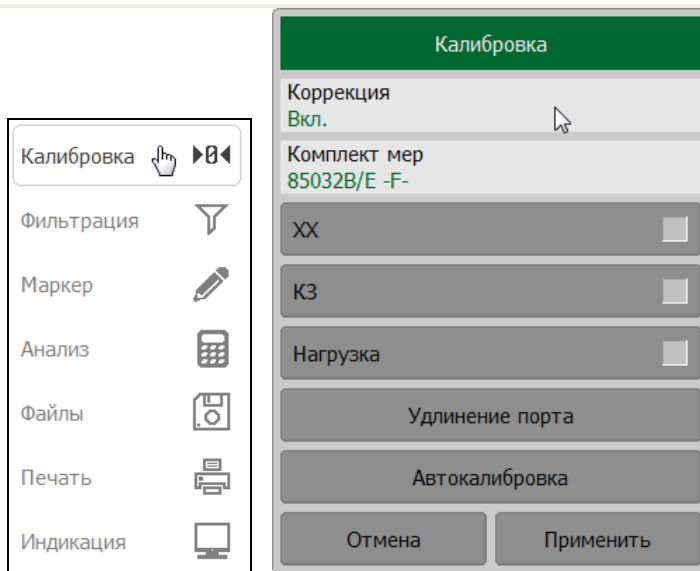 Калибровка
Фильтрация
Маркер
Анализ
Файлы
Печать
Индикация
Калибровка
Коррекция
Вкл.
Комплект мер
85032B/E -F-
ХХ
КЗ
Нагрузка
Удлинение порта
Автокалибровка
Отмена Применить